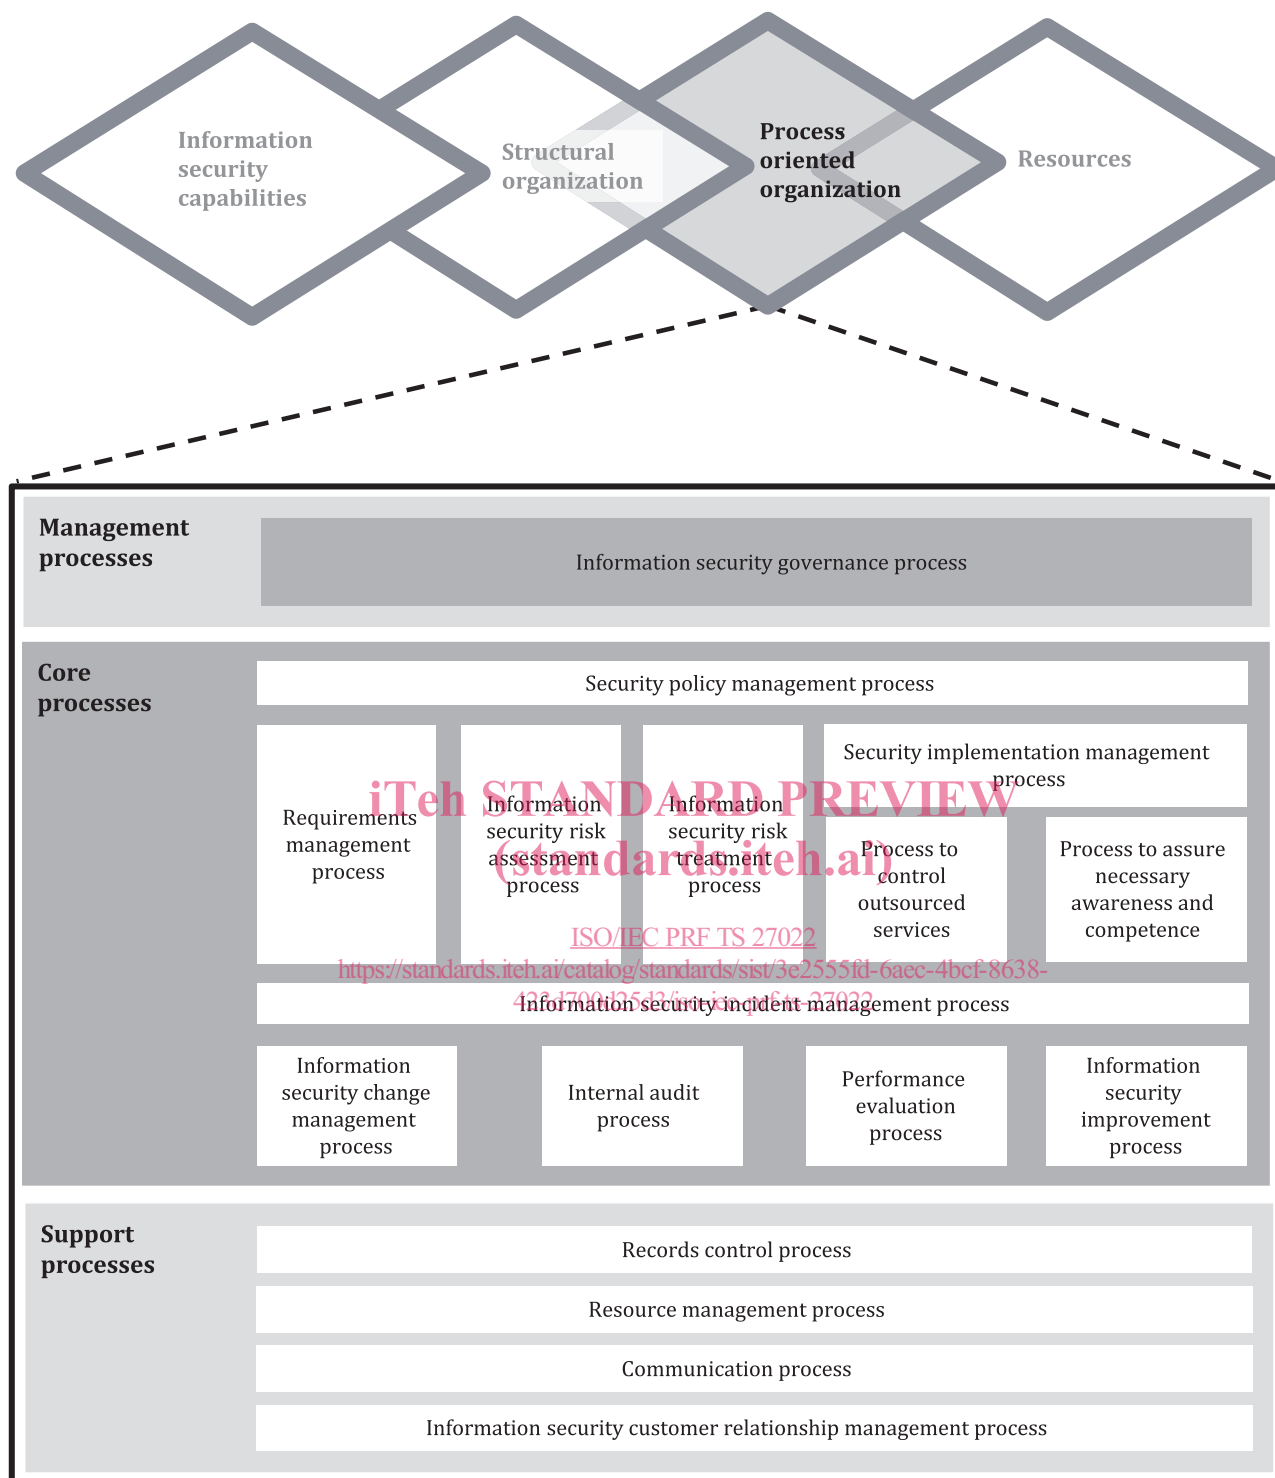 Information
security
capabilities
Structural
organization
Process
oriented
organization
Resources
Management
processes
Information security governance process
Core
processes
Security policy management process
Requirements
management
process
Information
security risk
assessment
process
Information
security risk
treatment
process
Security implementation management
process
Process to
control
outsourced
services
Process to assure
necessary
awareness and
competence
iTeh STANDARD PREVIEW
(standards.iteh.ai)
ISO/IEC PRF TS 27022
https://standards.iteh.ai/catalog/standards/sist/3e2555fd-6aec-4bcf-8638-
Information security incident management process
Information
security change
management
process
Internal audit
process
Performance
evaluation
process
Information
security
improvement
process
Support
processes
Records control process
Resource management process
Communication process
Information security customer relationship management process